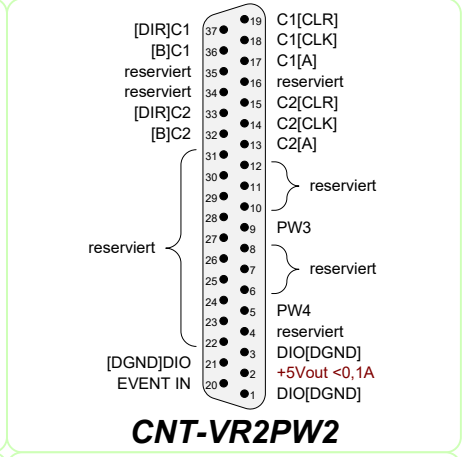 [DIR]C1 37 19 C1[CLR]
[B]C1 36 18 C1[CLK]
reserviert 35 17 C1[A]
reserviert 34 16 reserviert
[DIR]C2 33 15 C2[CLR]
[B]C2 32 14 C2[CLK]
31 13 C2[A]
30 12
29 11 reserviert
28 10
27 9 PW3
reserviert
26 8
25 7 reserviert
24 6
23 5 PW4
22 4 reserviert
[DGND]DIO 21 3 DIO[DGND]
EVENT IN 20 2 +5Vout <0,1A
1 DIO[DGND]
CNT-VR2PW2